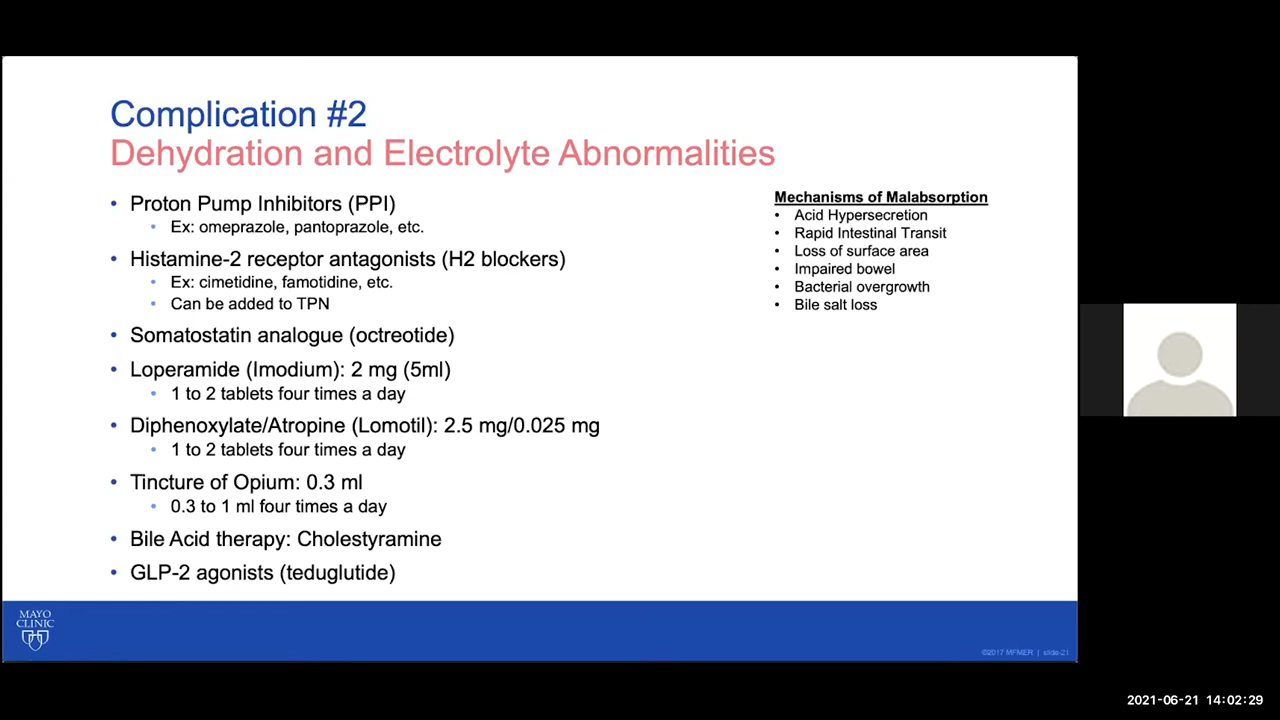 Complication #2
Dehydration and Electrolyte Abnormalities
• Proton Pump Inhibitors (PPI)
• Ex: omeprazole, pantoprazole, etc.
• Histamine-2 receptor antagonists (H2 blockers)
• Ex: cimetidine, famotidine, etc.
• Can be added to TPN
• Somatostatin analogue (octreotide)
• Loperamide (Imodium): 2 mg (5ml)
• 1 to 2 tablets four times a day
• Diphenoxylate/Atropine (Lomotil): 2.5 mg/0.025 mg
• 1 to 2 tablets four times a day
• Tincture of Opium: 0.3 ml
• 0.3 to 1 ml four times a day
• Bile Acid therapy: Cholestyramine
• GLP-2 agonists (teduglutide)
Mechanisms of Malabsorption
• Acid Hypersecretion
• Rapid Intestinal Transit
• Loss of surface area
• Impaired bowel
• Bacterial overgrowth
• Bile salt loss
MAYO
CLINIC
©2017 MFMER | slide-21
2021-06-21 14:02:29